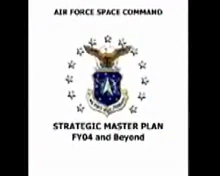 AIR FORCE SPACE COMMAND
STRATEGIC MASTER PLAN
FY04 and Beyond